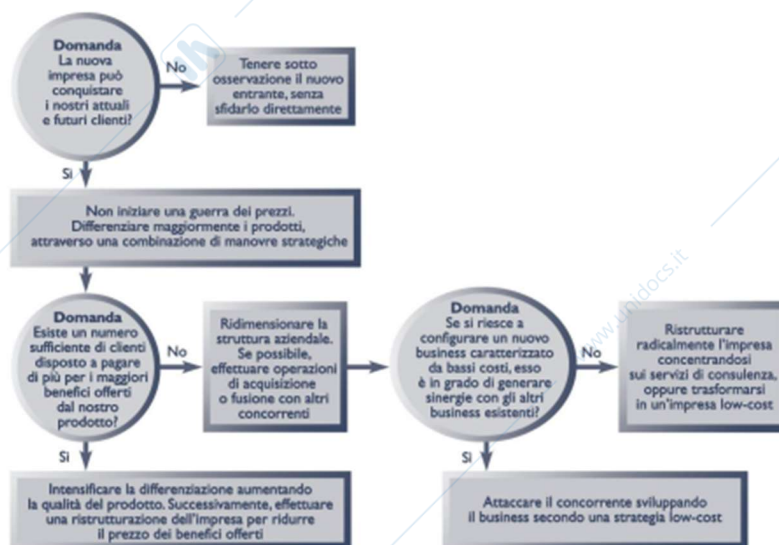 Domanda
La nuova
impresa può
conquistare
i nostri attuali
e futuri clienti?
No
Tenere sotto
osservazione il nuovo
entrante, senza
sfidarlo direttamente
Sì
Non iniziare una guerra dei prezzi.
Differenziare maggiormente i prodotti,
attraverso una combinazione di manovre strategiche
Domanda
Esiste un numero
sufficiente di clienti
disposto a pagare
di più per i maggiori
benefici offerti
dal nostro
prodotto?
No
Ridimensionare la
struttura aziendale.
Se possibile,
effettuare operazioni
di acquisizione
o fusione con altri
concorrenti
Domanda
Se si riesce a
configurare un nuovo
business caratterizzato
da bassi costi, esso
è in grado di generare
sinergie con gli altri
business esistenti?
No
Ristrutturare
radicalmente l'impresa
concentrandosi
sui servizi di consulenza,
oppure trasformarsi
in un'impresa low-cost
Sì
Intensificare la differenziazione aumentando
la qualità del prodotto. Successivamente, effettuare
una ristrutturazione dell'impresa per ridurre
il prezzo dei benefici offerti
Sì
Attaccare il concorrente sviluppando
il business secondo una strategia low-cost
www.unidocs.it